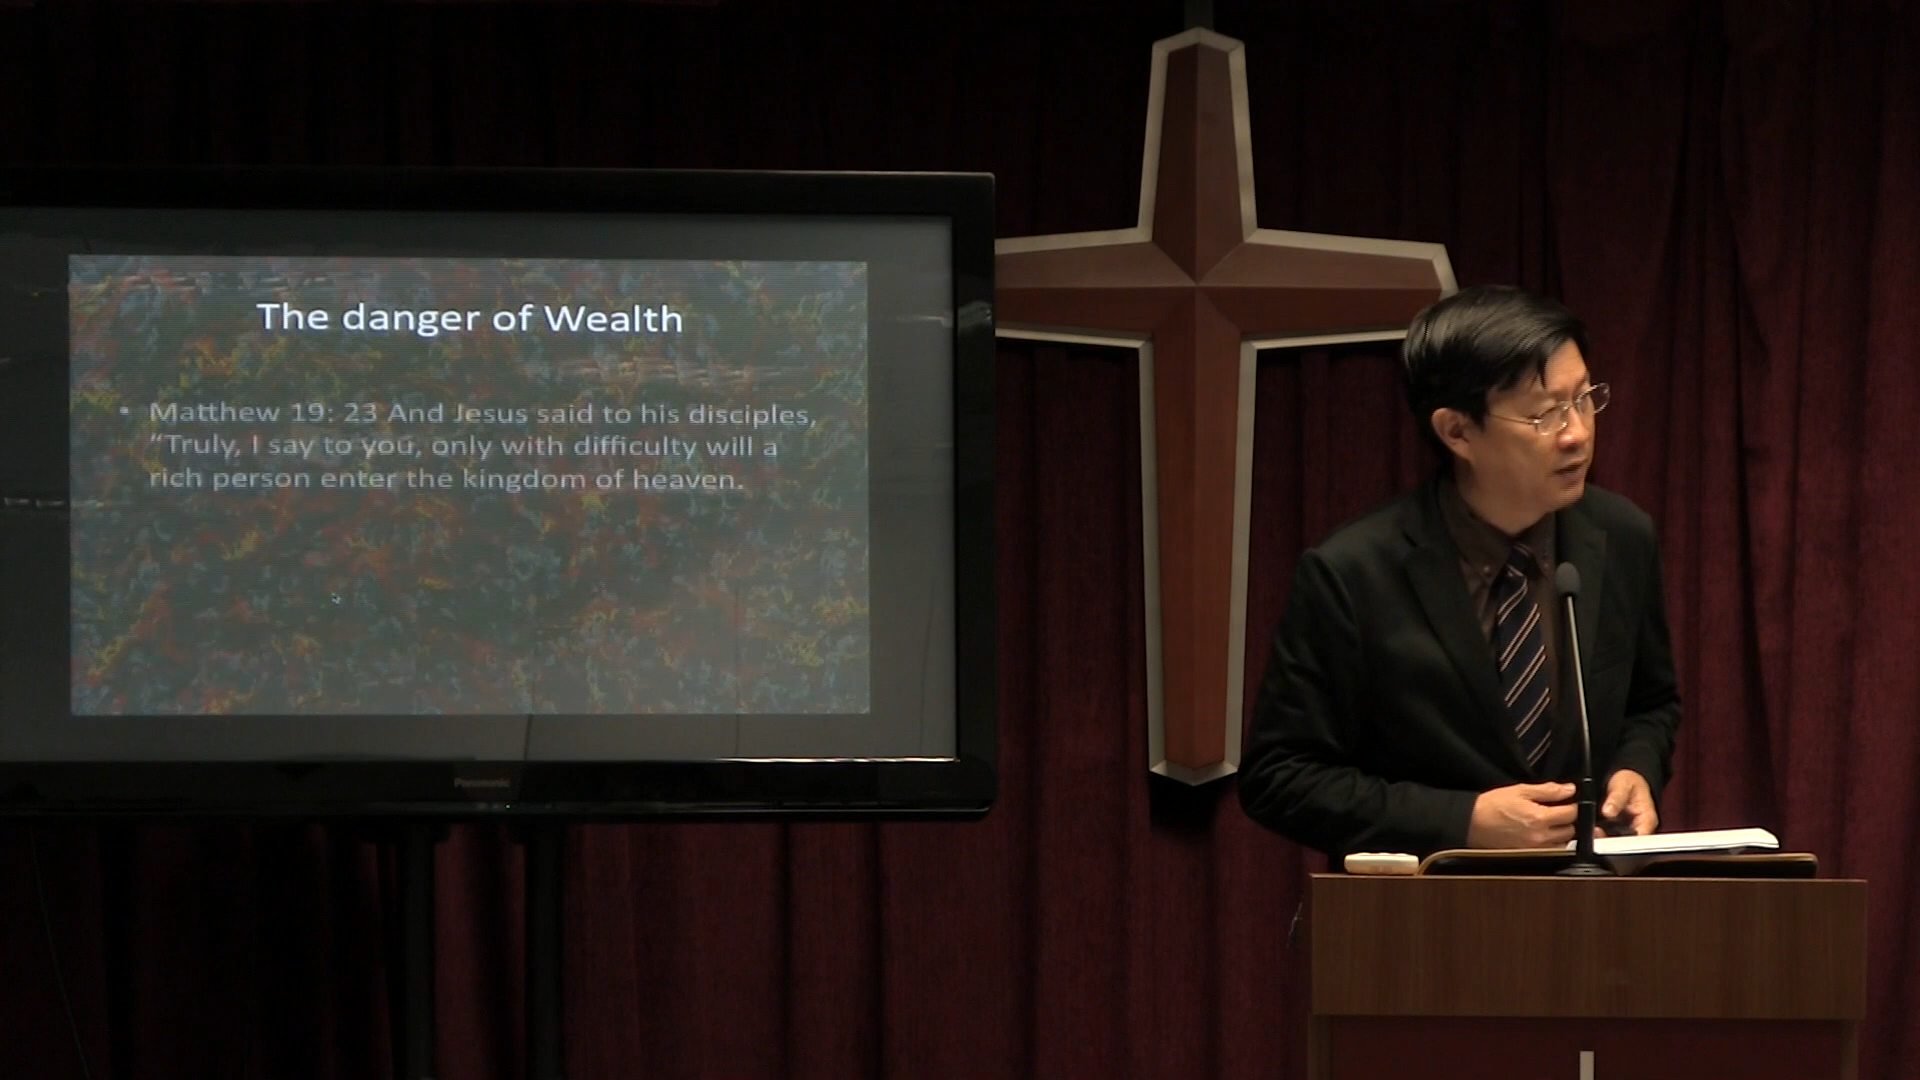 The danger of Wealth
• Matthew 19: 23 And Jesus said to his disciples,
“Truly, I say to you, only with difficulty will a
rich person enter the kingdom of heaven.
Panasonic